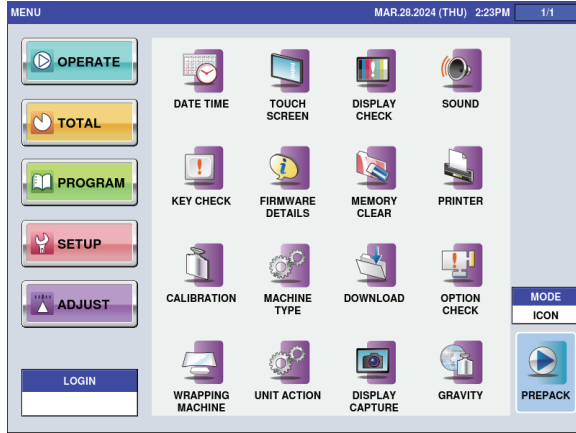 MENU
MAR.28.2024 (THU) 2:23PM
1/1
OPERATE
TOTAL
PROGRAM
SETUP
ADJUST
LOGIN
DATE TIME
TOUCH
SCREEN
DISPLAY
CHECK
SOUND
KEY CHECK
FIRMWARE
DETAILS
MEMORY
CLEAR
PRINTER
CALIBRATION
MACHINE
TYPE
DOWNLOAD
OPTION
CHECK
WRAPPING
MACHINE
UNIT ACTION
DISPLAY
CAPTURE
GRAVITY
MODE
ICON
PREPACK